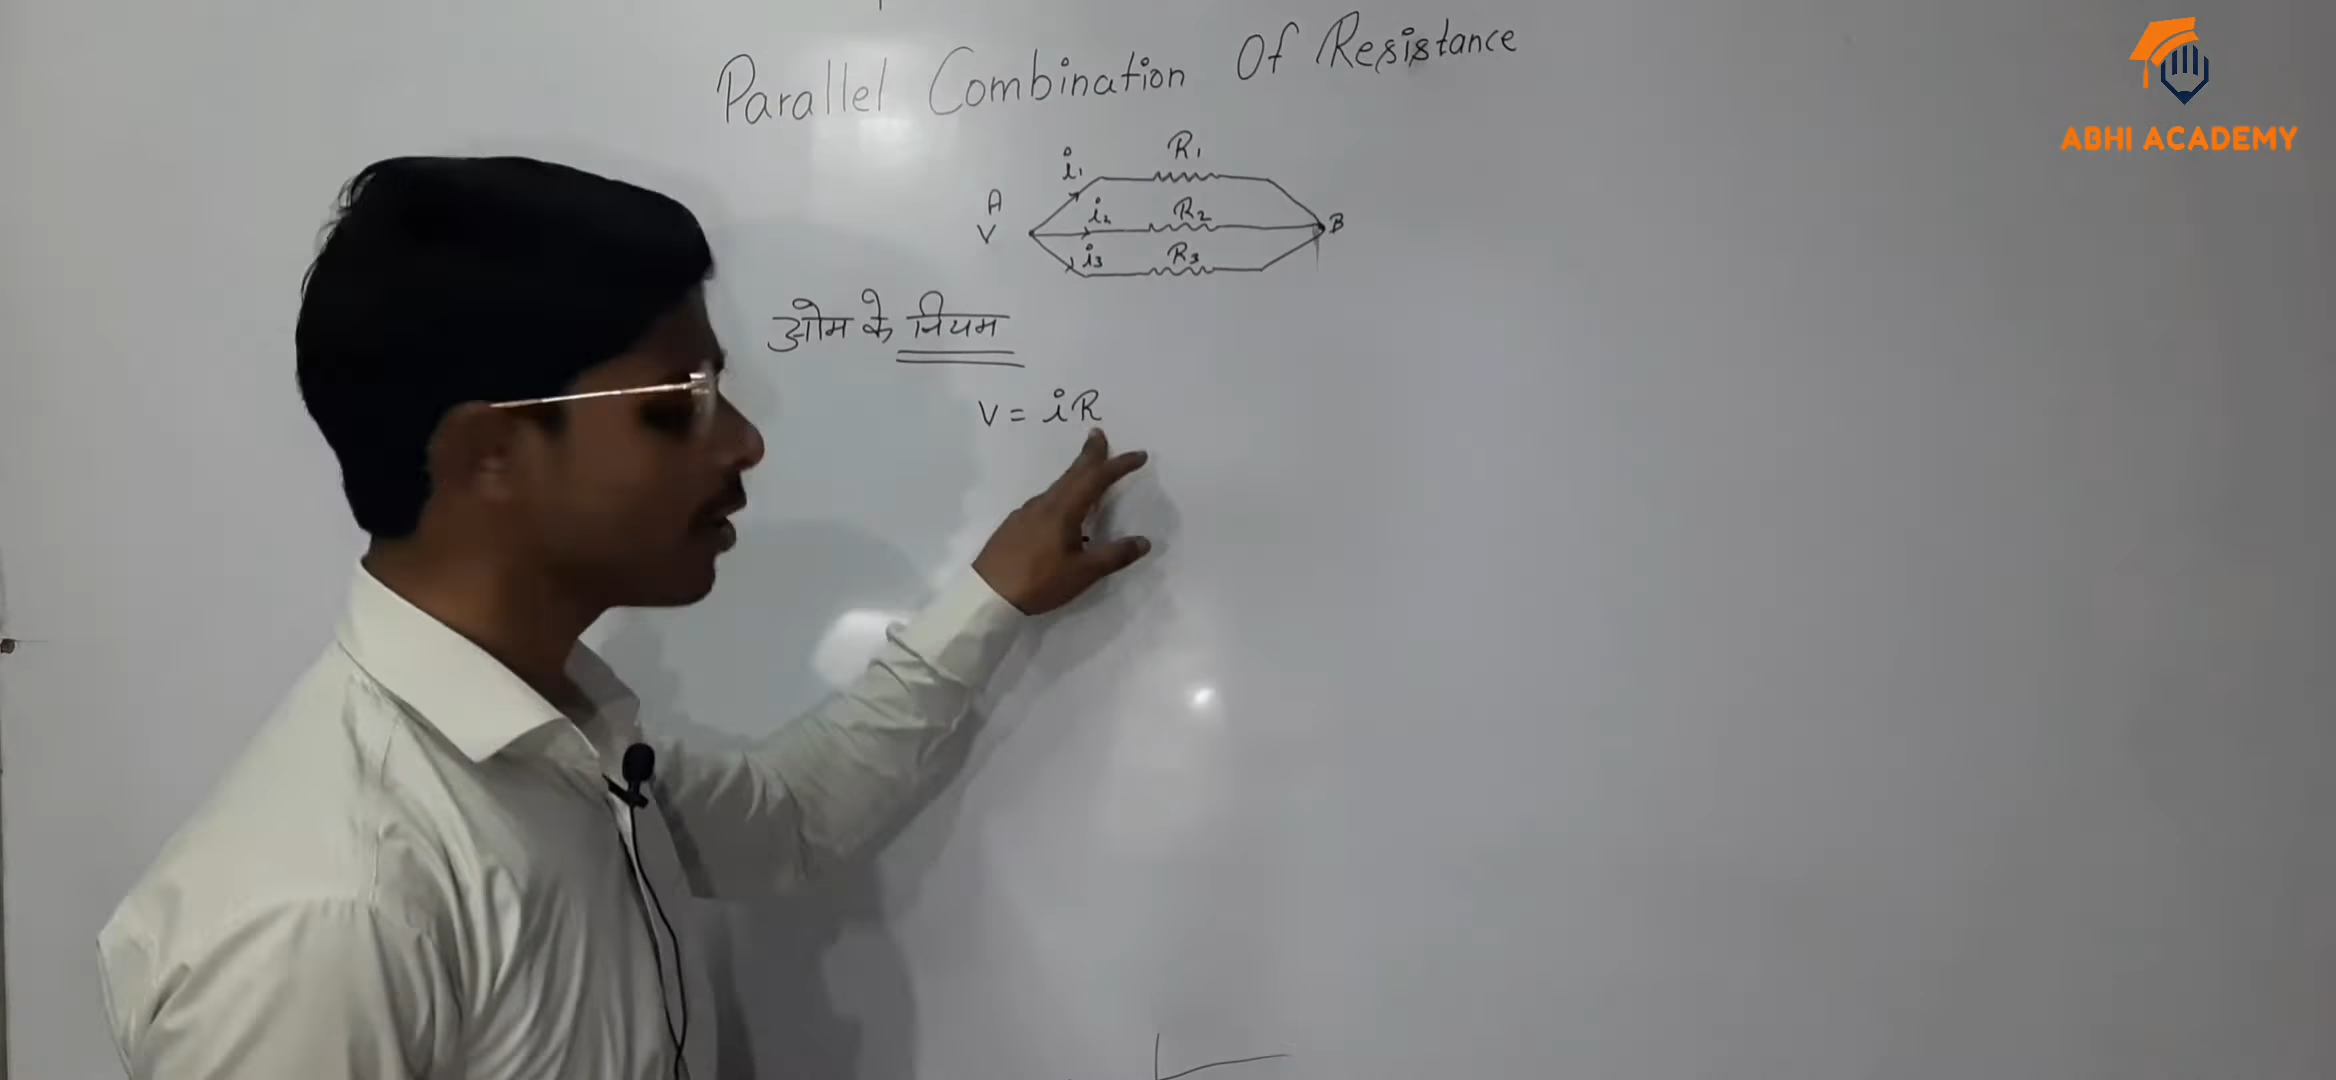 Parallel Combination Of Resistance
ABHI ACADEMY
i₁ R₁
A
i₂ R₂
V
B
i₃ R₃
ओम के नियम
V = iR